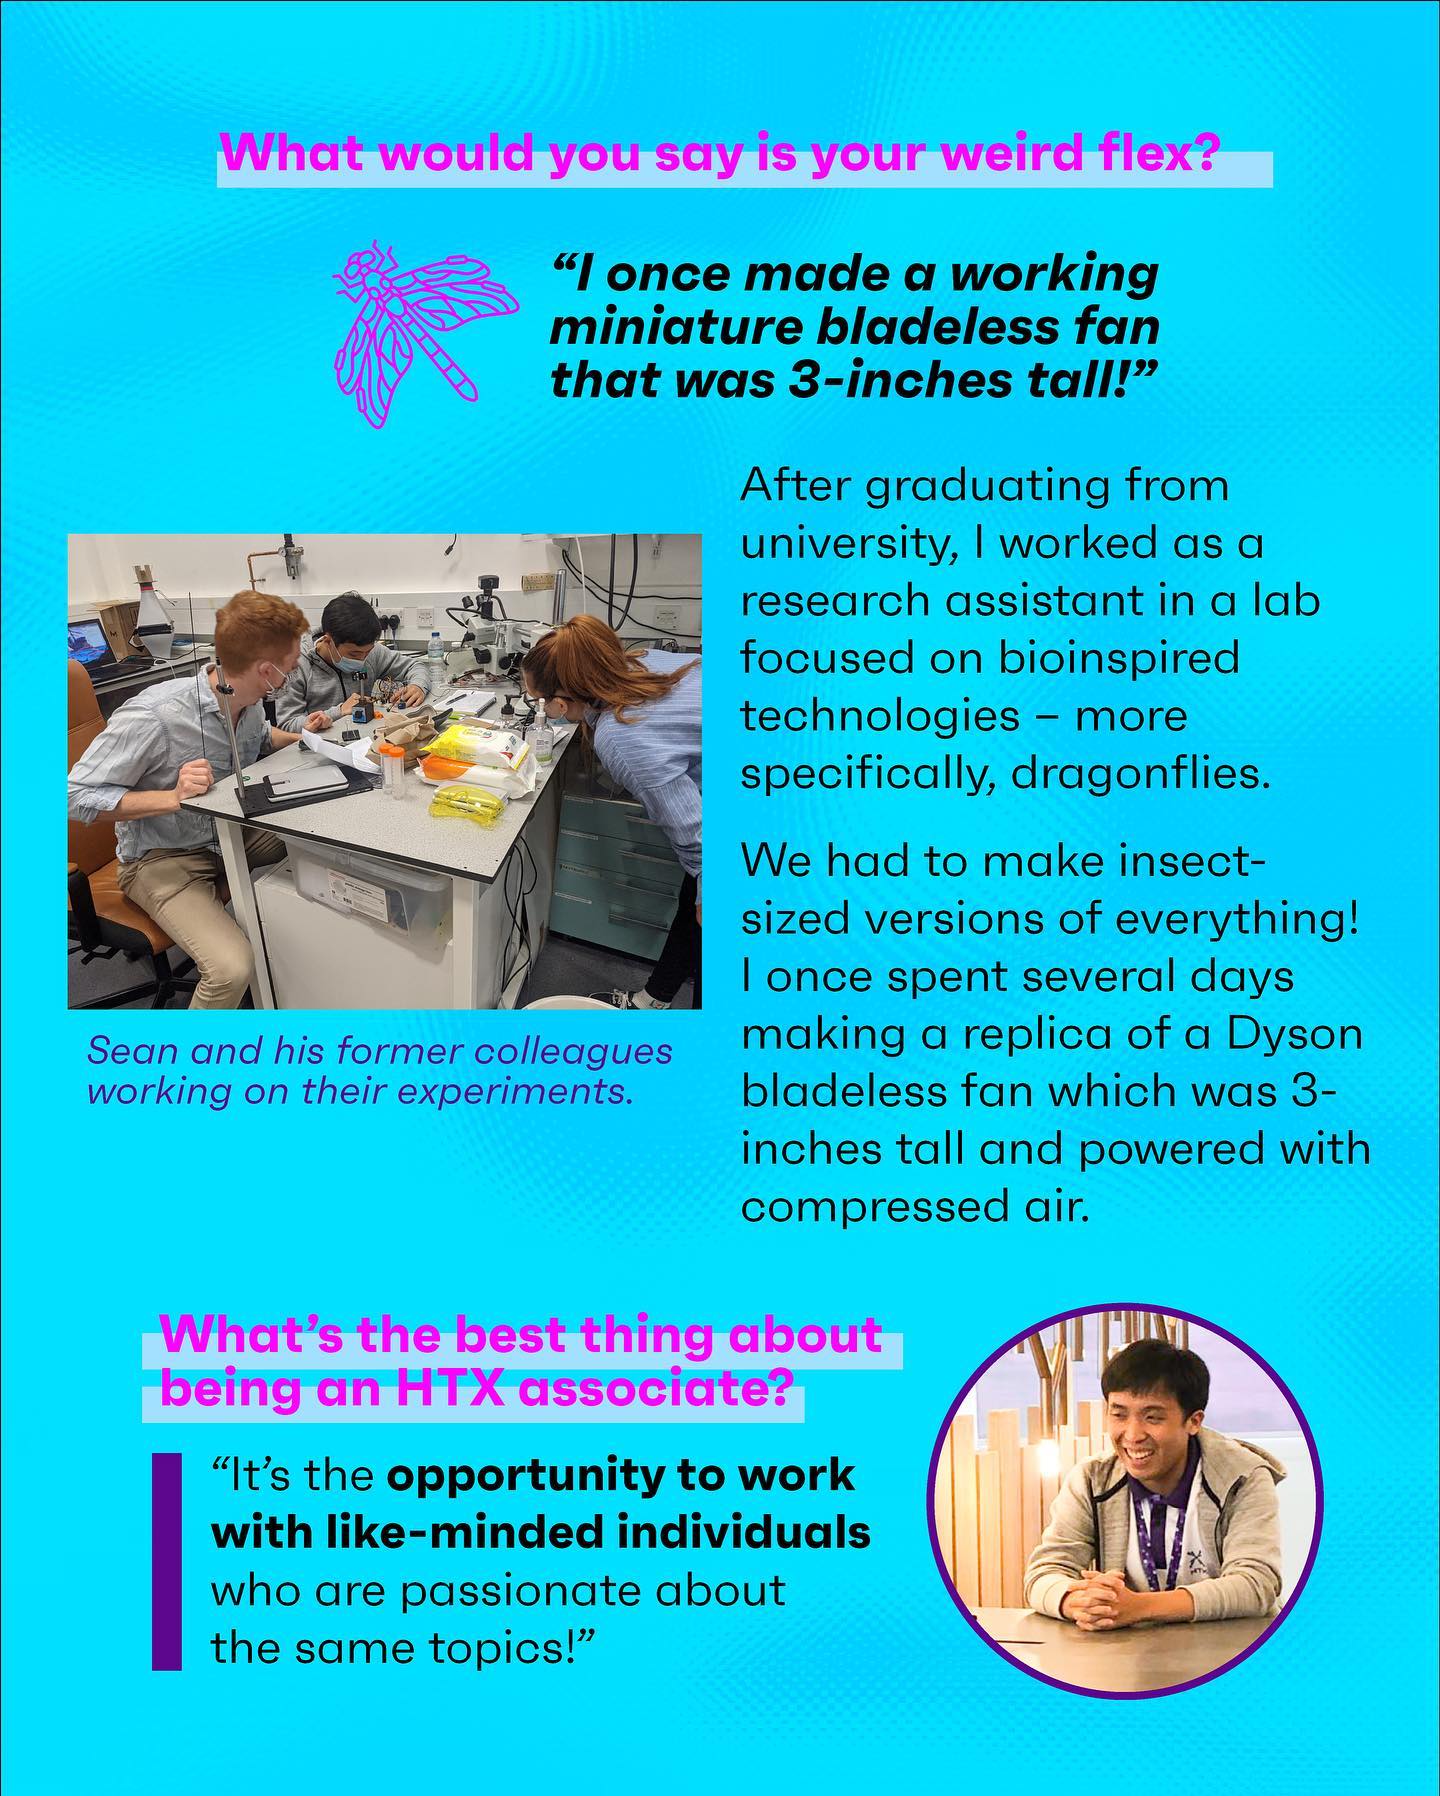 What would you say is your weird flex?
“I once made a working
miniature bladeless fan
that was 3-inches tall!”
After graduating from
university, I worked as a
research assistant in a lab
focused on bioinspired
technologies – more
specifically, dragonflies.
We had to make insect-
sized versions of everything!
I once spent several days
making a replica of a Dyson
bladeless fan which was 3-
inches tall and powered with
compressed air.
Sean and his former colleagues
working on their experiments.
What’s the best thing about
being an HTX associate?
“It’s the opportunity to work
with like-minded individuals
who are passionate about
the same topics!”
HTX